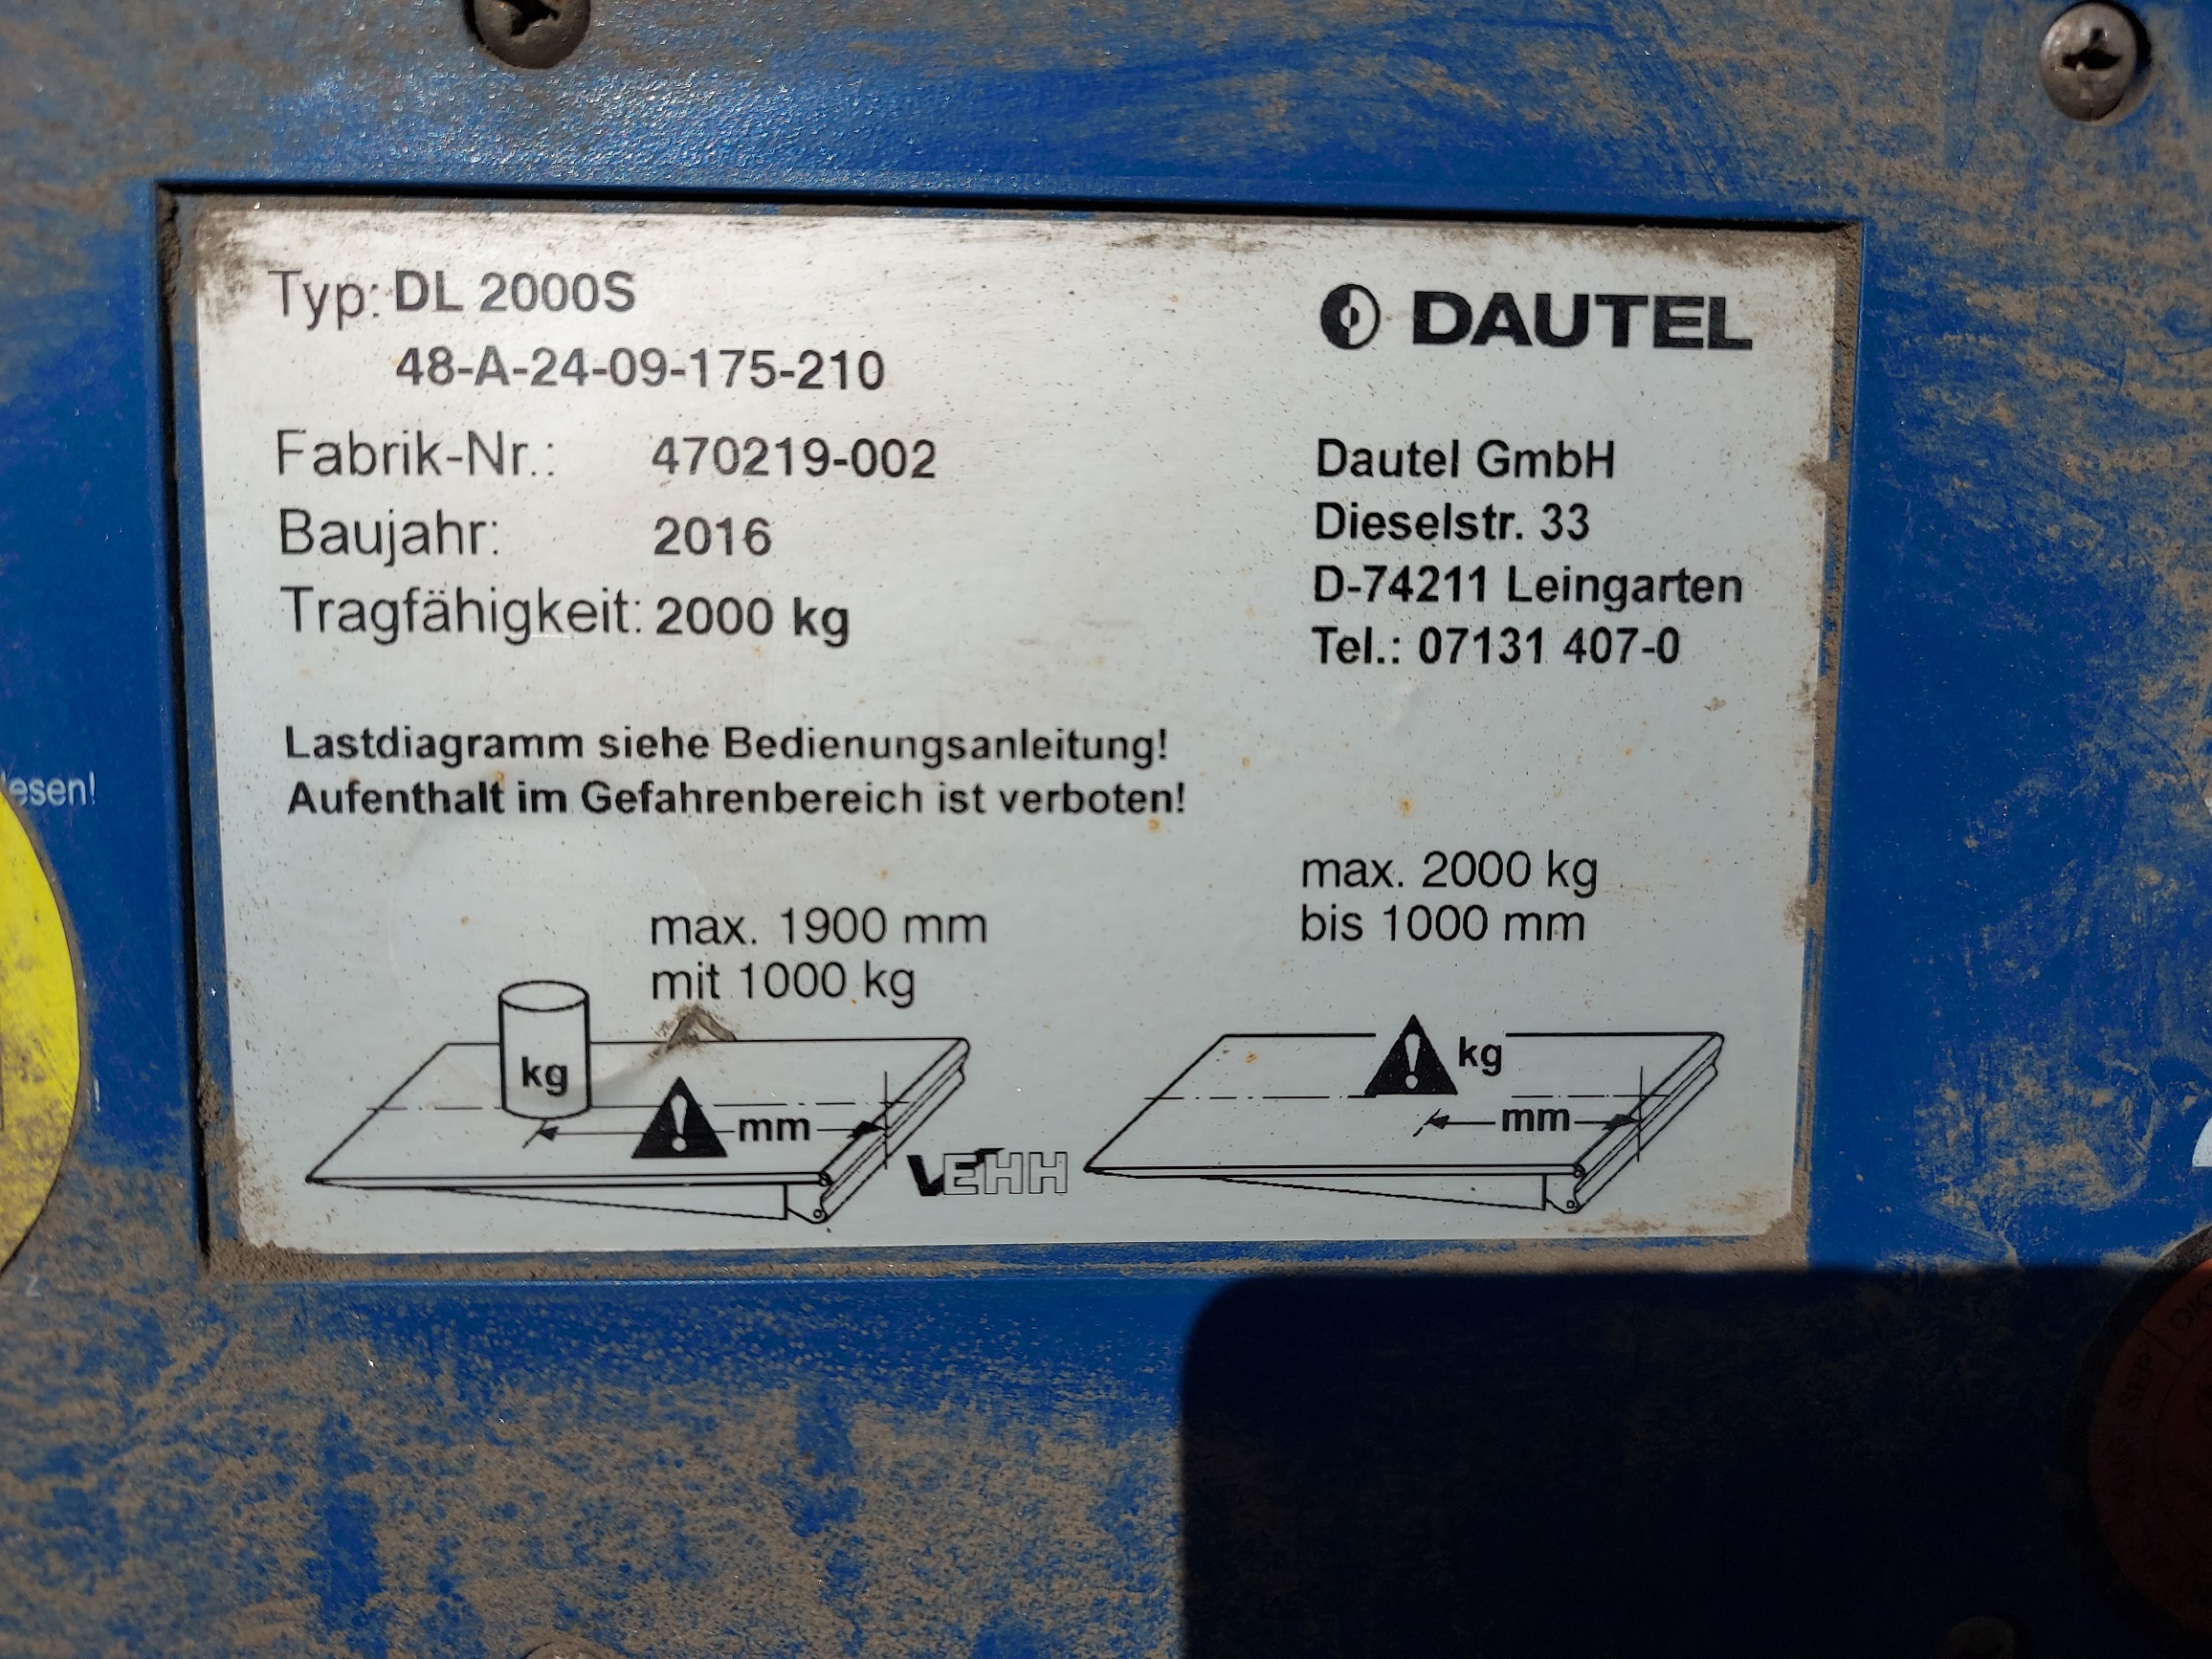 Typ: DL 2000S
48-A-24-09-175-210
Fabrik-Nr.: 470219-002
Baujahr: 2016
Tragfähigkeit: 2000 kg
DAUTEL
Dautel GmbH
Dieselstr. 33
D-74211 Leingarten
Tel.: 07131 407-0
Lastdiagramm siehe Bedienungsanleitung!
Aufenthalt im Gefahrenbereich ist verboten!
max. 1900 mm
mit 1000 kg
kg
mm
max. 2000 kg
bis 1000 mm
kg
mm
VEHH